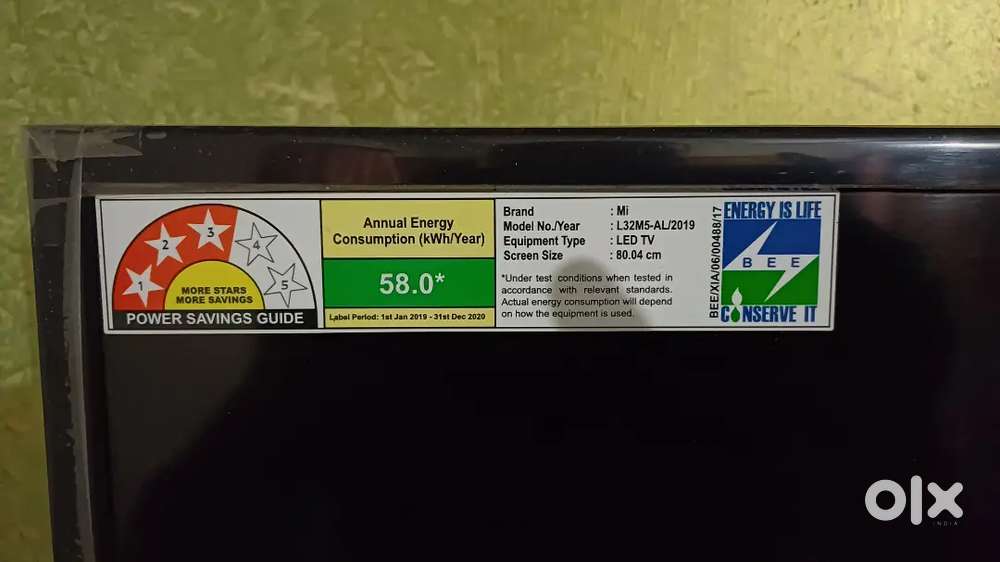 1 2 3 4 5
MORE STARS
MORE SAVINGS
POWER SAVINGS GUIDE
Annual Energy
Consumption (kWh/Year)
58.0*
Label Period: 1st Jan 2019 - 31st Dec 2020
Brand : Mi
Model No./Year : L32M5-AL/2019
Equipment Type : LED TV
Screen Size : 80.04 cm
*Under test conditions when tested in
accordance with relevant standards.
Actual energy consumption will depend
on how the equipment is used.
BEE/XIA/06/00488/17
ENERGY IS LIFE
BEE
CONSERVE IT
olx
INDIA